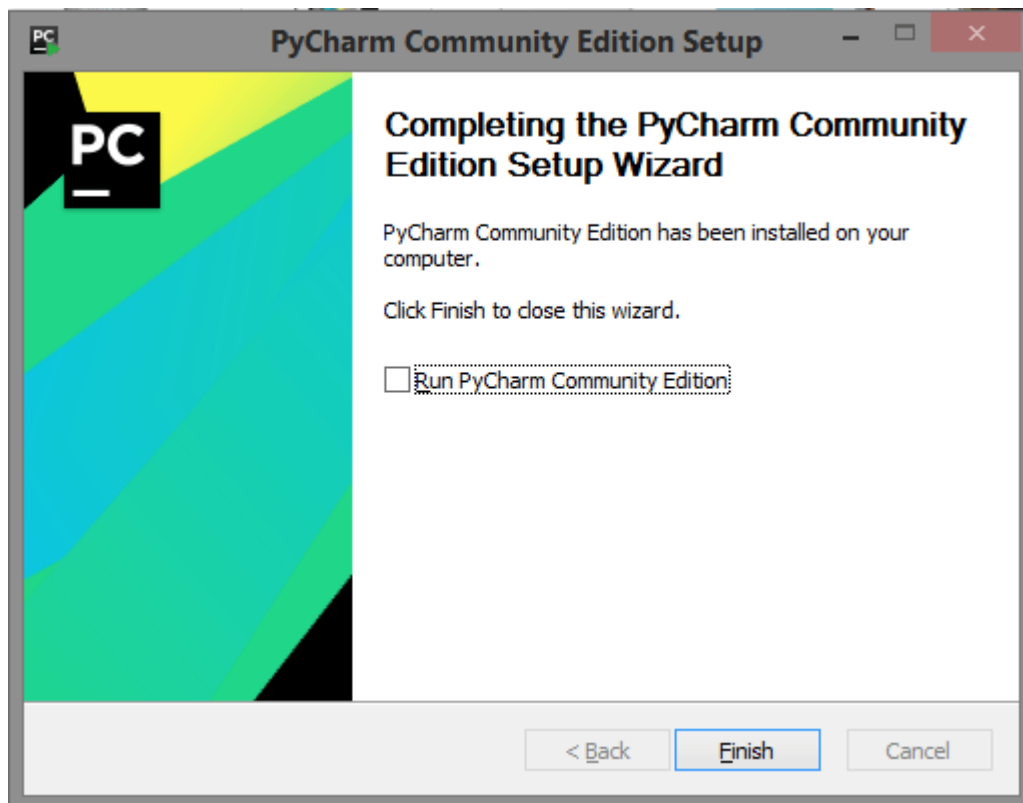 PC
PyCharm Community Edition Setup
PC
Completing the PyCharm Community
Edition Setup Wizard
PyCharm Community Edition has been installed on your
computer.
Click Finish to close this wizard.
Run PyCharm Community Edition
< Back
Finish
Cancel